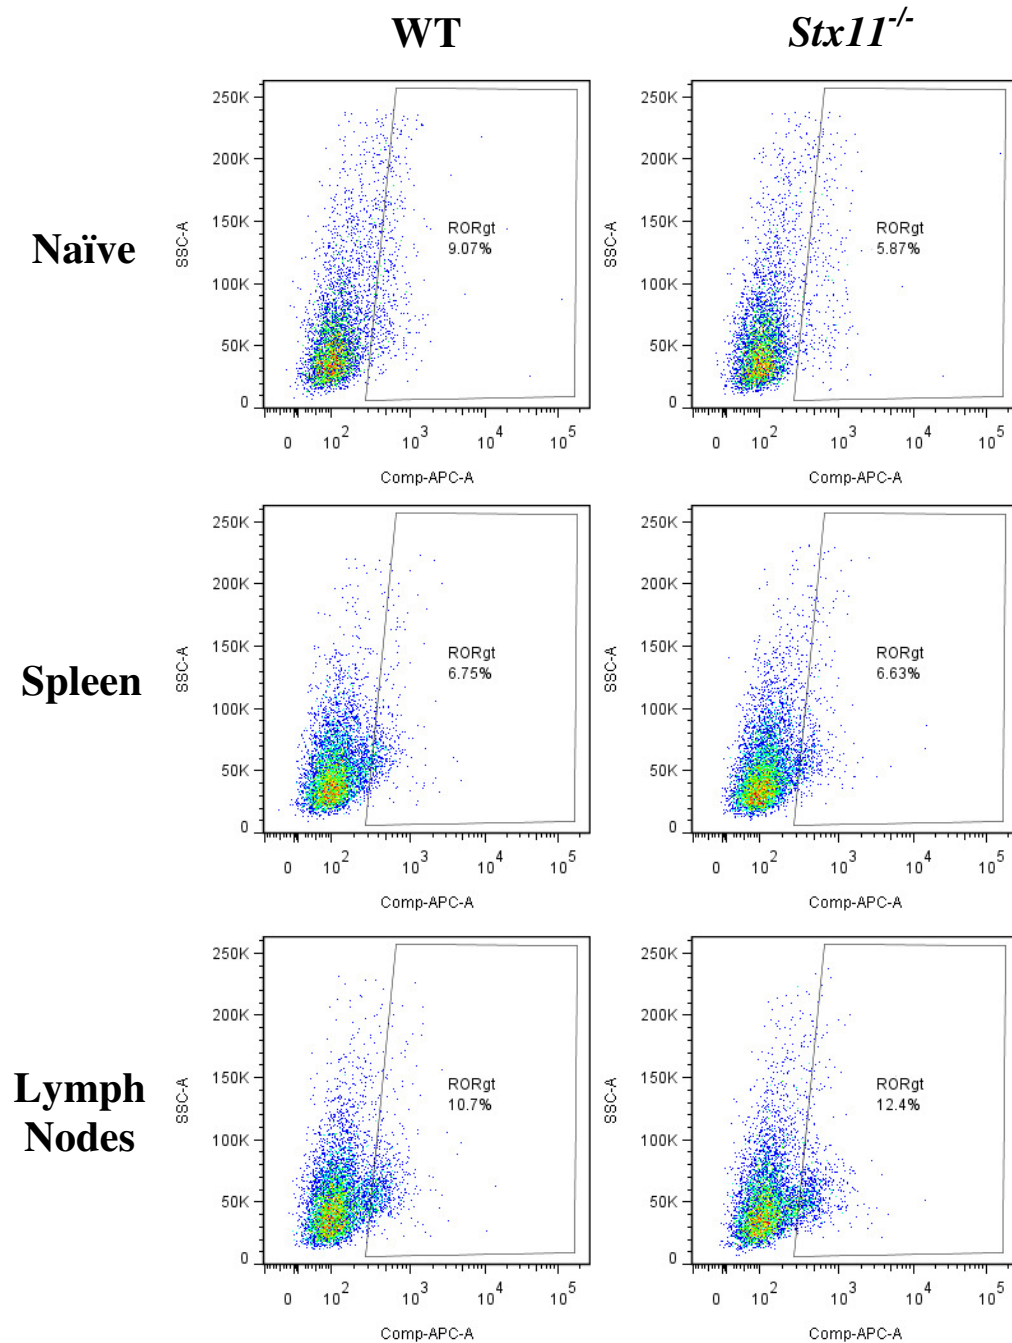 WT Stx11-/-
Naïve
250K
200K
150K
100K
50K
0
SSC-A
RORgt
9.07%
0 10^2 10^3 10^4 10^5
Comp-APC-A
250K
200K
150K
100K
50K
0
SSC-A
RORgt
5.87%
0 10^2 10^3 10^4 10^5
Comp-APC-A
Spleen
250K
200K
150K
100K
50K
0
SSC-A
RORgt
6.75%
0 10^2 10^3 10^4 10^5
Comp-APC-A
250K
200K
150K
100K
50K
0
SSC-A
RORgt
6.63%
0 10^2 10^3 10^4 10^5
Comp-APC-A
Lymph
Nodes
250K
200K
150K
100K
50K
0
SSC-A
RORgt
10.7%
0 10^2 10^3 10^4 10^5
Comp-APC-A
250K
200K
150K
100K
50K
0
SSC-A
RORgt
12.4%
0 10^2 10^3 10^4 10^5
Comp-APC-A